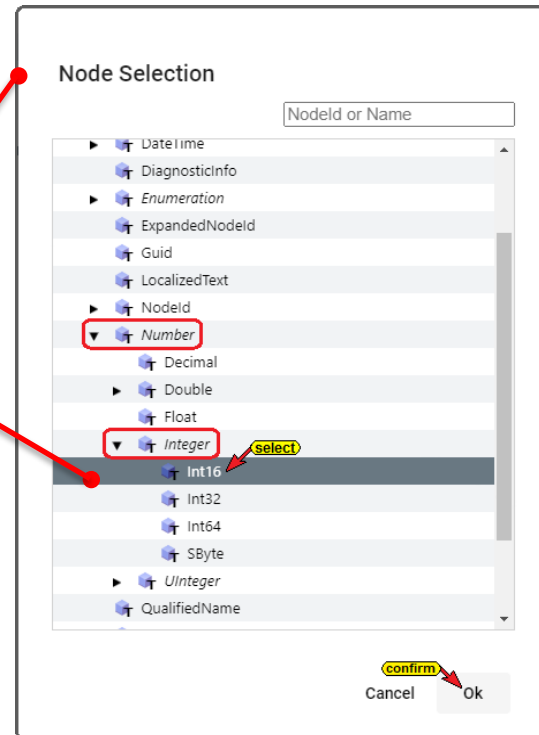 Node Selection
NodeId or Name
DateTime
DiagnosticInfo
Enumeration
ExpandedNodeId
Guid
LocalizedText
NodeId
Number
Decimal
Double
Float
Integer
select
Int16
Int32
Int64
SByte
UInteger
QualifiedName
confirm
Cancel Ok